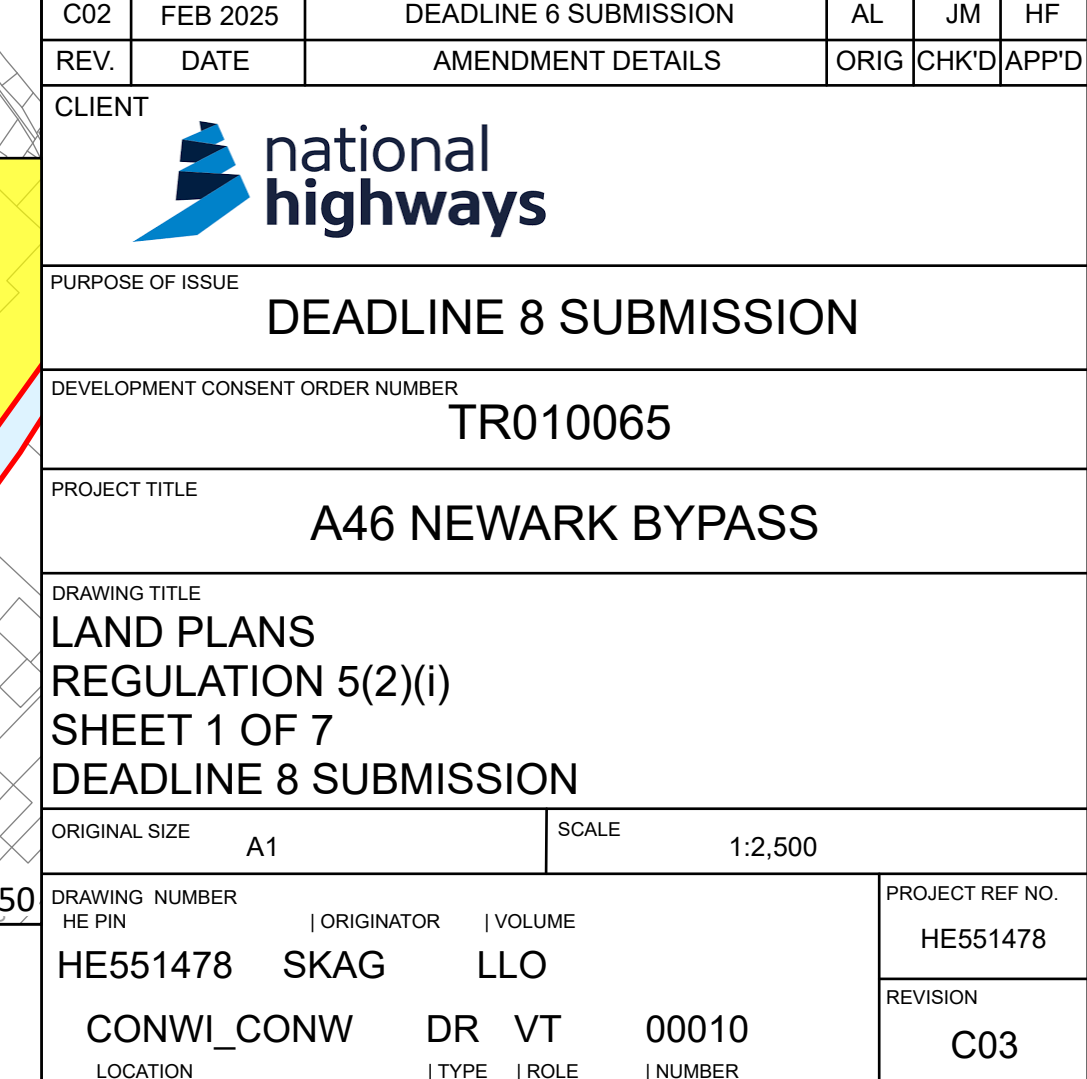 C02 FEB 2025 DEADLINE 6 SUBMISSION AL JM HF
REV. DATE AMENDMENT DETAILS ORIG CHK'D APP'D
CLIENT
national
highways
PURPOSE OF ISSUE
DEADLINE 8 SUBMISSION
DEVELOPMENT CONSENT ORDER NUMBER
TR010065
PROJECT TITLE
A46 NEWARK BYPASS
DRAWING TITLE
LAND PLANS
REGULATION 5(2)(i)
SHEET 1 OF 7
DEADLINE 8 SUBMISSION
ORIGINAL SIZE
A1
SCALE
1:2,500
50
DRAWING NUMBER
HE PIN | ORIGINATOR | VOLUME
HE551478 SKAG LLO
CONWI_CONW DR VT 00010
LOCATION | TYPE | ROLE | NUMBER
PROJECT REF NO.
HE551478
REVISION
C03